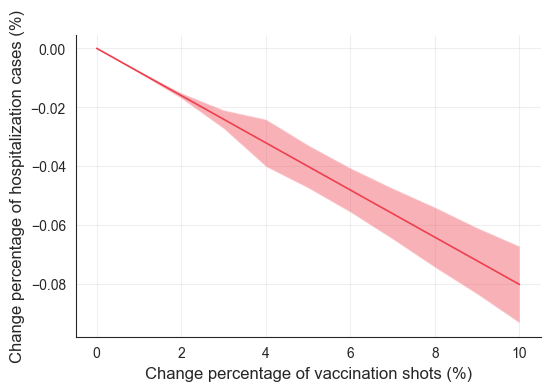 Change percentage of hospitalization cases (%)
0.00
−0.02
−0.04
−0.06
−0.08
0 2 4 6 8 10
Change percentage of vaccination shots (%)